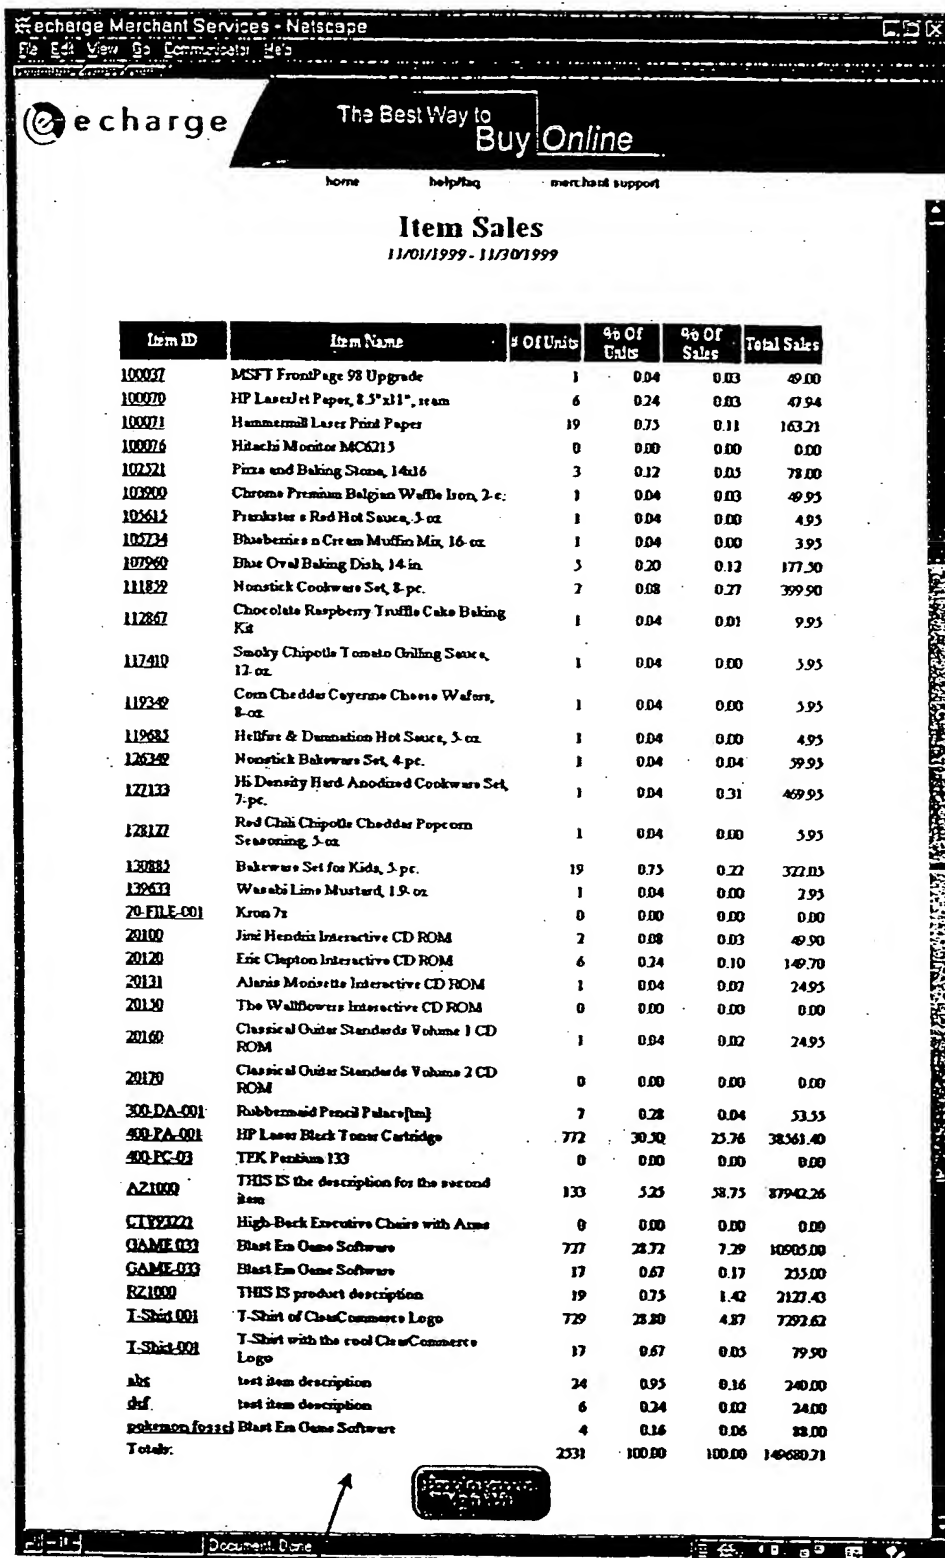 echarge Merchant Services - Netscape
File Edit View Go Communicator Help
echarge
The Best Way to
Buy Online
home help/faq merchant support
Item Sales
11/01/1999 - 11/30/1999
Item ID Item Name # Of Units % Of Units % Of Sales Total Sales
100037 MSFT FrontPage 98 Upgrade 1 0.04 0.03 49.00
100070 HP LaserJet Paper, 8.5"x11", ream 6 0.24 0.03 47.94
100071 Hammermill Laser Print Paper 19 0.75 0.11 163.21
100076 Hitachi Monitor MC6215 0 0.00 0.00 0.00
102521 Pizza and Baking Stone, 14x16 3 0.12 0.05 78.00
103900 Chrome Premium Belgian Waffle Iron, 2-c: 1 0.04 0.03 49.95
105615 Prankster s Red Hot Sauce, 5-oz 1 0.04 0.00 4.95
105734 Blueberries n Cream Muffin Mix, 16-oz 1 0.04 0.00 3.95
107960 Blue Oval Baking Dish, 14-in 5 0.20 0.12 177.50
111859 Nonstick Cookware Set, 8-pc. 2 0.08 0.27 399.90
112867 Chocolate Raspberry Truffle Cake Baking
Kit 1 0.04 0.01 9.95
117410 Smoky Chipotle Tomato Grilling Sauce,
12-oz. 1 0.04 0.00 5.95
119349 Corn Cheddar Cayenne Cheese Wafers,
8-oz. 1 0.04 0.00 5.95
119685 Hellfire & Damnation Hot Sauce, 5-oz 1 0.04 0.00 4.95
126349 Nonstick Bakeware Set, 4-pc. 1 0.04 0.04 59.95
127133 Hi Density Hard-Anodized Cookware Set,
7-pc. 1 0.04 0.31 469.95
128127 Red Chili Chipotle Cheddar Popcorn
Seasoning, 5-oz 1 0.04 0.00 5.95
130885 Bakeware Set for Kids, 5-pc. 19 0.75 0.22 322.05
139633 Wasabi Lime Mustard, 1.9-oz 1 0.04 0.00 2.95
20-FILE-001 Kron 7x 0 0.00 0.00 0.00
20100 Jimi Hendrix Interactive CD ROM 2 0.08 0.03 49.90
20120 Eric Clapton Interactive CD ROM 6 0.24 0.10 149.70
20131 Alanis Morisette Interactive CD ROM 1 0.04 0.02 24.95
20150 The Wallflowers Interactive CD ROM 0 0.00 0.00 0.00
20160 Classical Guitar Standards Volume 1 CD
ROM 1 0.04 0.02 24.95
20170 Classical Guitar Standards Volume 2 CD
ROM 0 0.00 0.00 0.00
300-DA-001 Rubbermaid Pencil Palace[tm] 7 0.28 0.04 53.55
400-PA-001 HP Laser Black Toner Cartridge 772 30.50 25.76 38561.40
400-PC-03 TEK Pentium 133 0 0.00 0.00 0.00
AZ1000 THIS IS the description for the second
item 133 5.25 58.75 87942.26
CTY93221 High-Back Executive Chairs with Arms 0 0.00 0.00 0.00
GAME 033 Blast Em Game Software 727 28.72 7.29 10905.00
GAME-033 Blast Em Game Software 17 0.67 0.17 255.00
RZ1000 THIS IS product description 19 0.75 1.42 2127.43
T-Shirt 001 T-Shirt of ClearCommerce Logo 729 28.80 4.87 7292.62
T-Shirt-001 T-Shirt with the cool ClearCommerce
Logo 17 0.67 0.05 79.90
abc test item description 24 0.95 0.16 240.00
def test item description 6 0.24 0.02 24.00
pokemon fossel Blast Em Game Software 4 0.16 0.06 88.00
Totals: 2531 100.00 100.00 149680.71
Document: Done